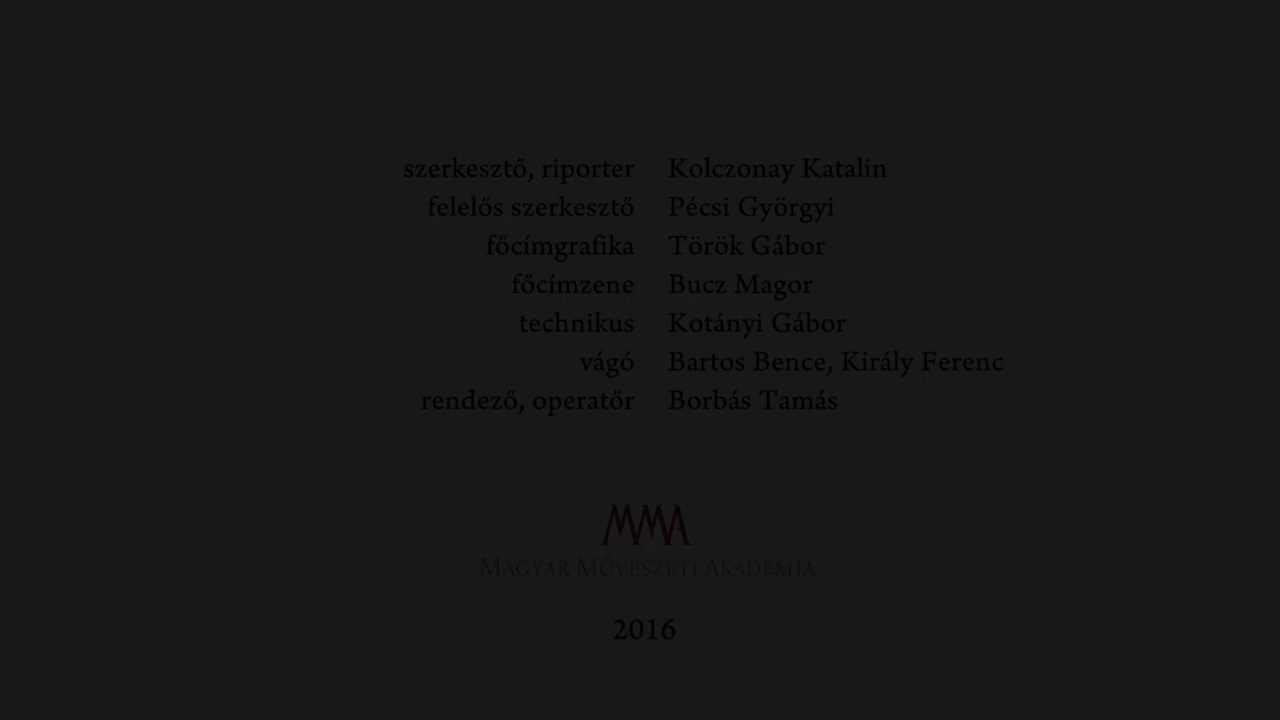 szerkesztő, riporter Kolczonay Katalin
felelős szerkesztő Pécsi Györgyi
főcímgrafika Török Gábor
főcímzene Bucz Magor
technikus Kotányi Gábor
vágó Bartos Bence, Király Ferenc
rendező, operatőr Borbás Tamás
MMA
MAGYAR MŰVÉSZETI AKADÉMIA
2016